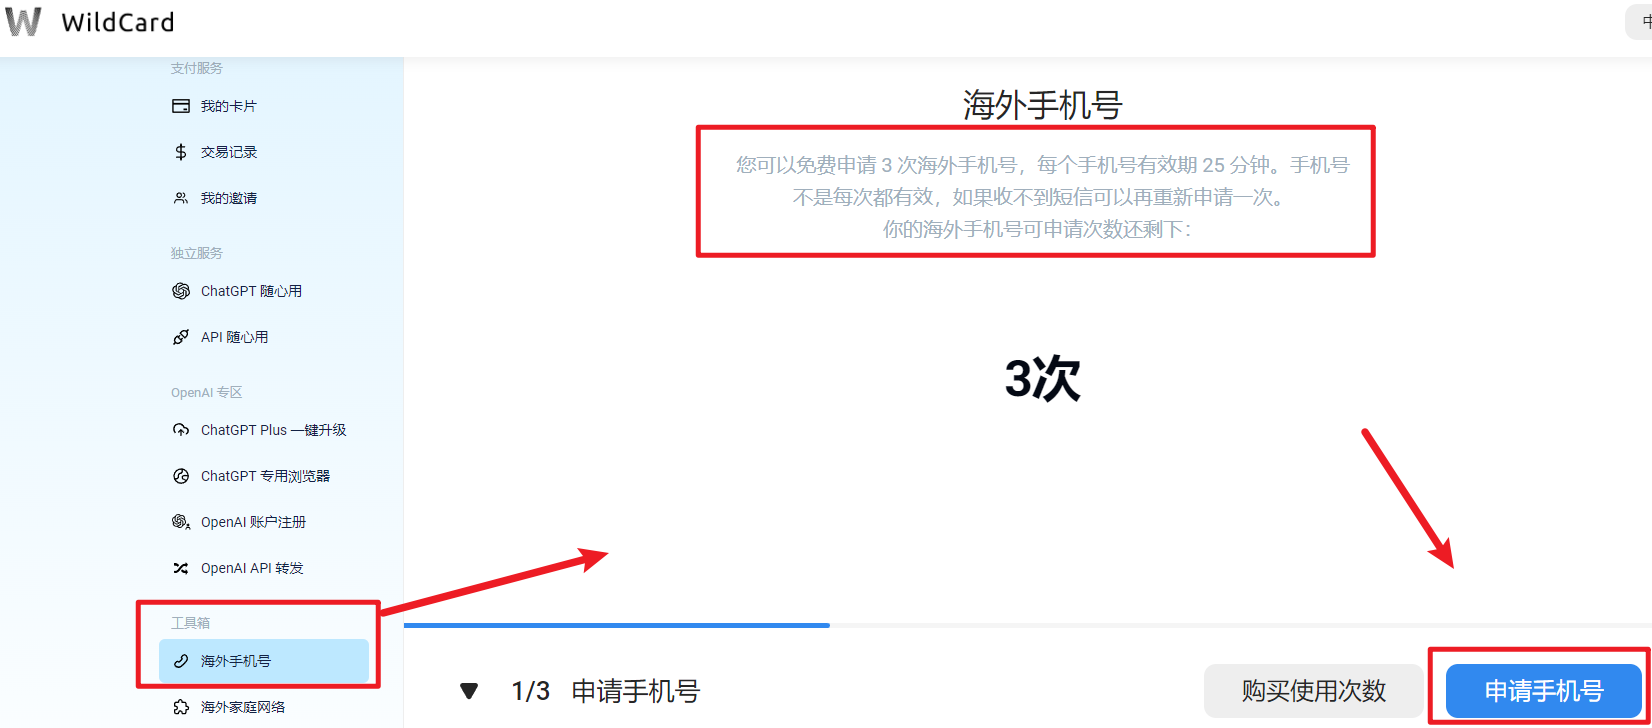 WildCard
中
支付服务
我的卡片
交易记录
我的邀请
独立服务
ChatGPT 随心用
API 随心用
OpenAI 专区
ChatGPT Plus 一键升级
ChatGPT 专用浏览器
OpenAI 账户注册
OpenAI API 转发
工具箱
海外手机号
海外家庭网络
海外手机号
您可以免费申请 3 次海外手机号，每个手机号有效期 25 分钟。手机号
不是每次都有效，如果收不到短信可以再重新申请一次。
你的海外手机号可申请次数还剩下：
3次
1/3 申请手机号
购买使用次数
申请手机号